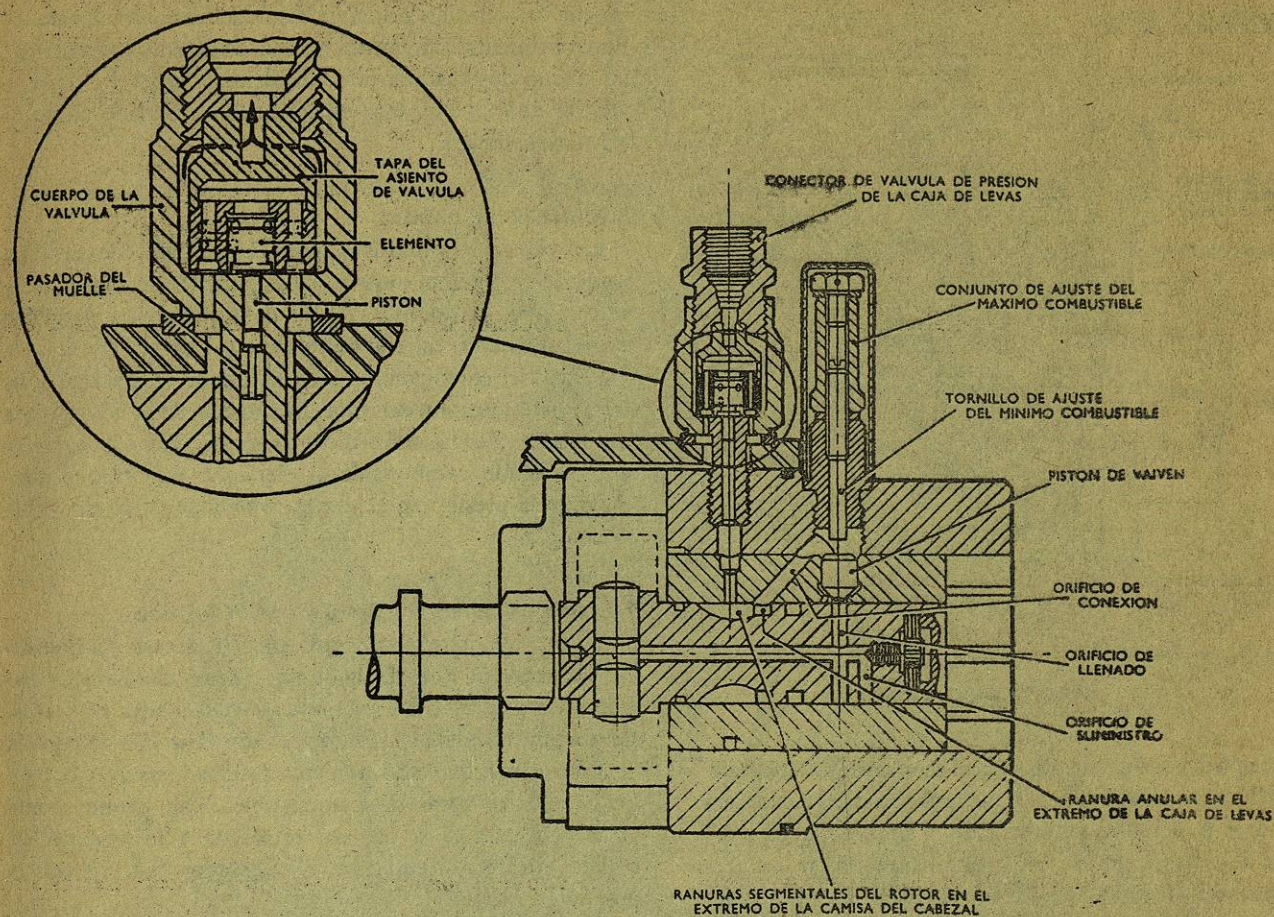 CUERPO DE LA
VALVULA
TAPA DEL
ASIENTO
DE VALVULA
ELEMENTO
PASADOR DEL
MUELLE
PISTON
CONECTOR DE VALVULA DE PRESION
DE LA CAJA DE LEVAS
CONJUNTO DE AJUSTE DEL
MAXIMO COMBUSTIBLE
TORNILLO DE AJUSTE
DEL MINIMO COMBUSTIBLE
PISTON DE VAIVEN
ORIFICIO DE
CONEXION
ORIFICIO DE
LLENADO
ORIFICIO DE
SUMINISTRO
RANURA ANULAR EN EL
EXTREMO DE LA CAJA DE LEVAS
RANURAS SEGMENTALES DEL ROTOR EN EL
EXTREMO DE LA CAMISA DEL CABEZAL